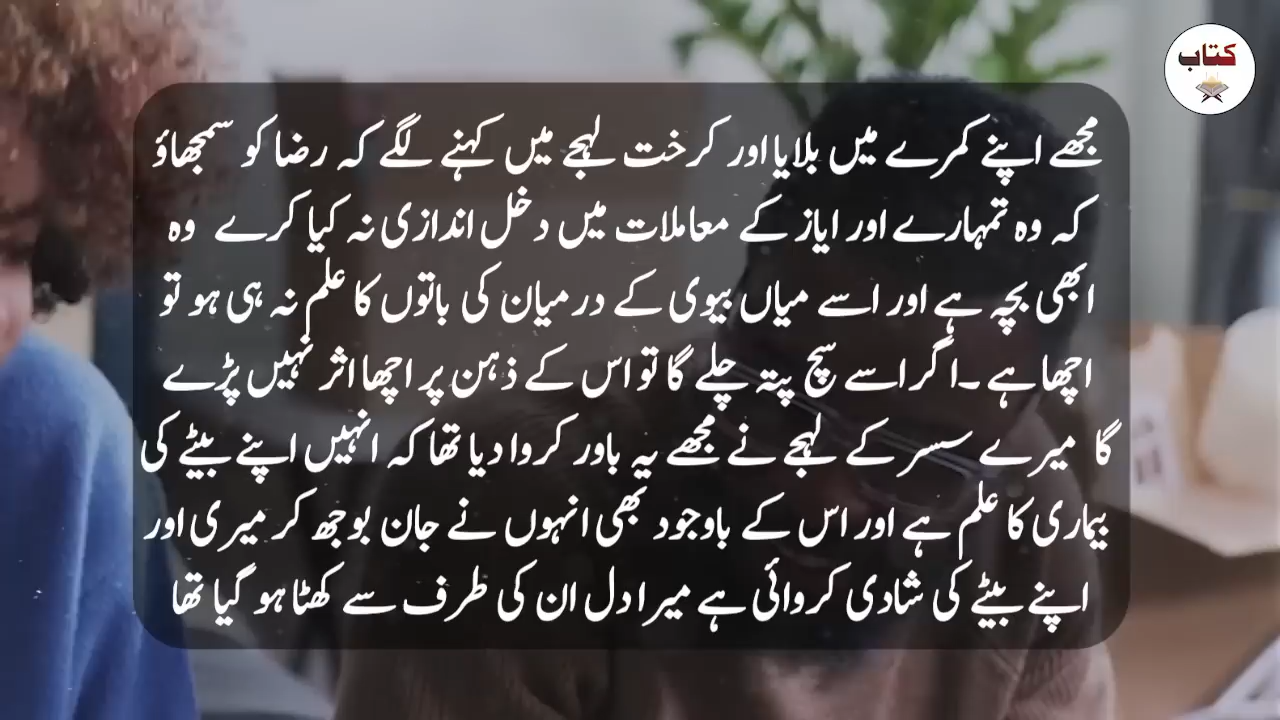 کتاب
مجھے اپنے کمرے میں بلایا اور کرخت لہجے میں کہنے لگے کہ رضا کو سمجھاؤ
کہ وہ تمہارے اور ایاز کے معاملات میں دخل اندازی نہ کیا کرے وہ
ابھی بچہ ہے اور اسے میاں بیوی کے درمیان کی باتوں کا علم نہ ہی ہو تو
اچھا ہے ۔اگر اسے سچ پتہ چلے گا تو اس کے ذہن پر اچھا اثر نہیں پڑے
گا میرے سسر کے لہجے نے مجھے یہ باور کروا دیا تھا کہ انہیں اپنے بیٹے کی
بیماری کا علم ہے اور اس کے باوجود بھی انہوں نے جان بوجھ کر میری اور
اپنے بیٹے کی شادی کروائی ہے میرا دل ان کی طرف سے کھٹا ہو گیا تھا